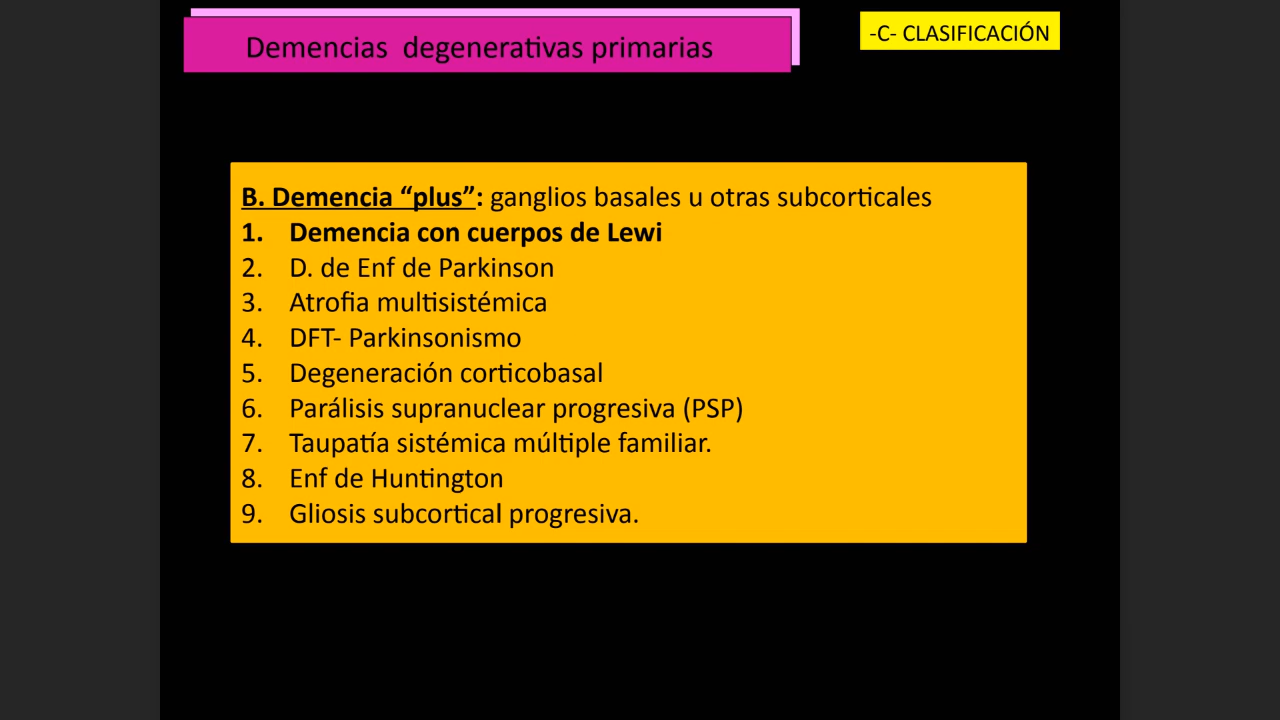 Demencias degenerativas primarias
-C- CLASIFICACIÓN
B. Demencia “plus”: ganglios basales u otras subcorticales
1. Demencia con cuerpos de Lewi
2. D. de Enf de Parkinson
3. Atrofia multisistémica
4. DFT- Parkinsonismo
5. Degeneración corticobasal
6. Parálisis supranuclear progresiva (PSP)
7. Taupatía sistémica múltiple familiar.
8. Enf de Huntington
9. Gliosis subcortical progresiva.